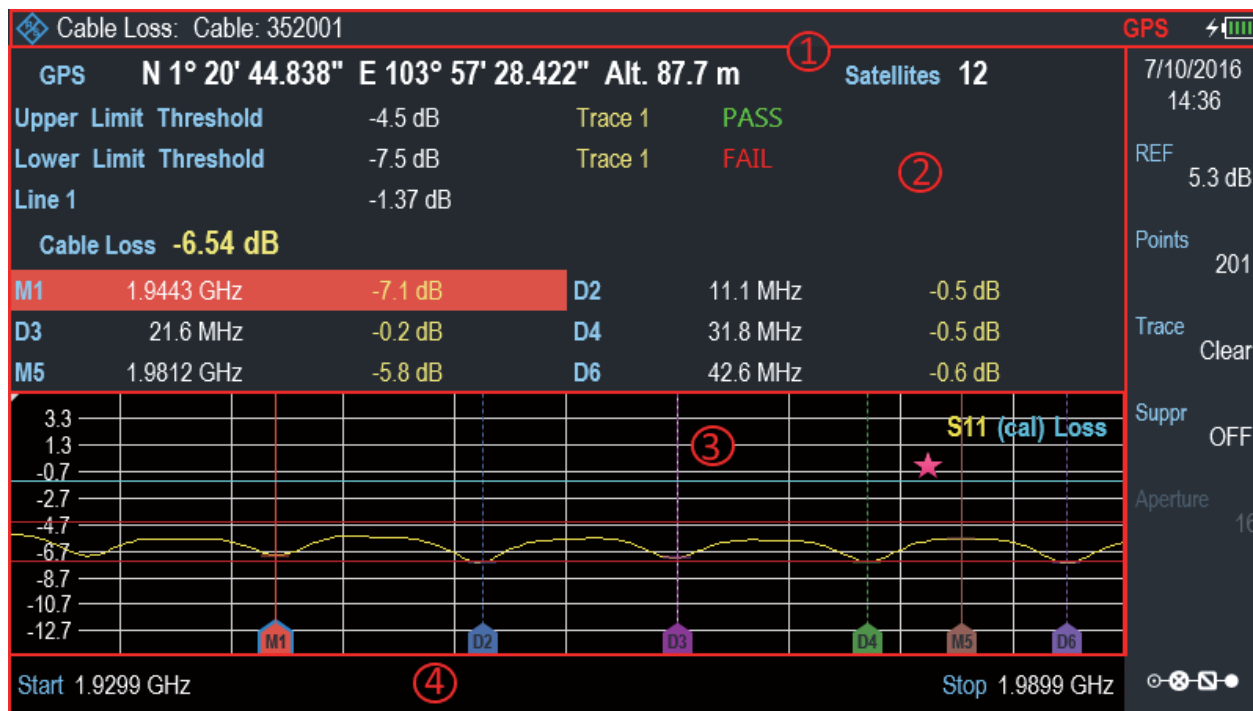 Cable Loss: Cable: 352001 GPS
①
GPS N 1° 20' 44.838" E 103° 57' 28.422" Alt. 87.7 m Satellites 12
7/10/2016
14:36
Upper Limit Threshold -4.5 dB Trace 1 PASS
Lower Limit Threshold -7.5 dB Trace 1 FAIL
②
Line 1 -1.37 dB
Cable Loss -6.54 dB
M1 1.9443 GHz -7.1 dB D2 11.1 MHz -0.5 dB
D3 21.6 MHz -0.2 dB D4 31.8 MHz -0.5 dB
M5 1.9812 GHz -5.8 dB D6 42.6 MHz -0.6 dB
REF
5.3 dB
Points
201
Trace
Clear
Suppr
OFF
Aperture
16
S11 (cal) Loss
③
3.3
1.3
-0.7
-2.7
-4.7
-6.7
-8.7
-10.7
-12.7
M1 D2 D3 D4 M5 D6
④
Start 1.9299 GHz Stop 1.9899 GHz